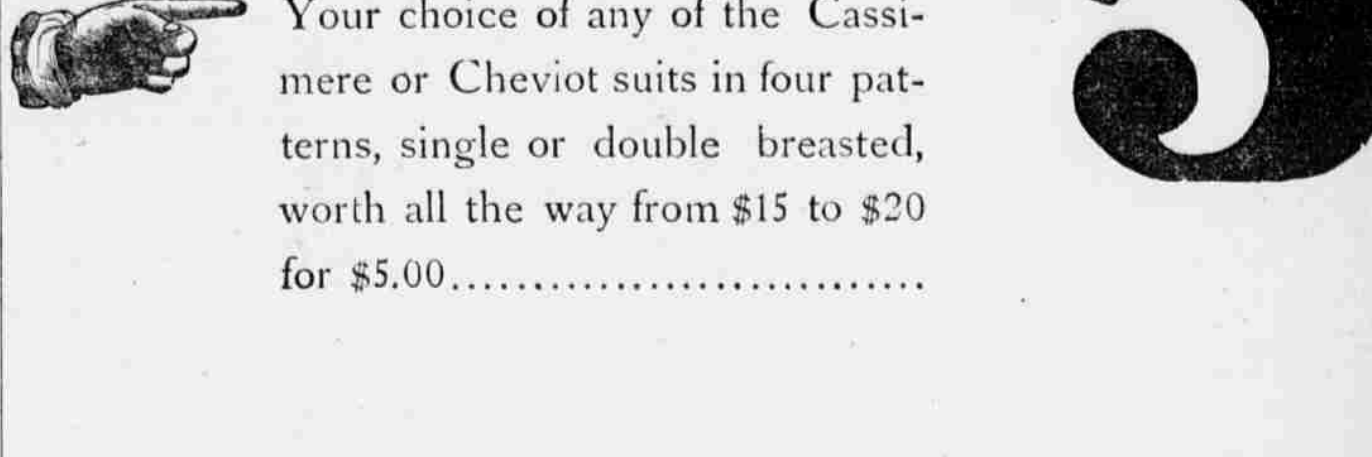 Your choice of any of the Cassi-
mere or Cheviot suits in four pat-
terns, single or double breasted,
worth all the way from $15 to $20
for $5.00.............................